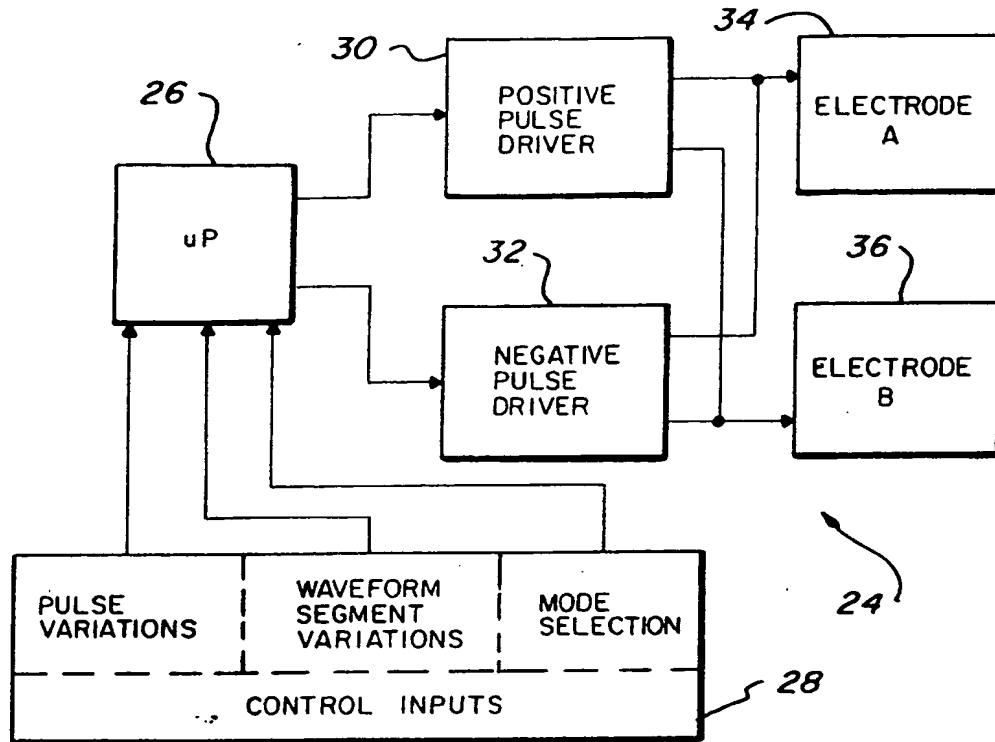 30
34
26
POSITIVE
PULSE
DRIVER
ELECTRODE
A
uP
32
36
NEGATIVE
PULSE
DRIVER
ELECTRODE
B
24
PULSE
VARIATIONS
WAVEFORM
SEGMENT
VARIATIONS
MODE
SELECTION
CONTROL INPUTS
28